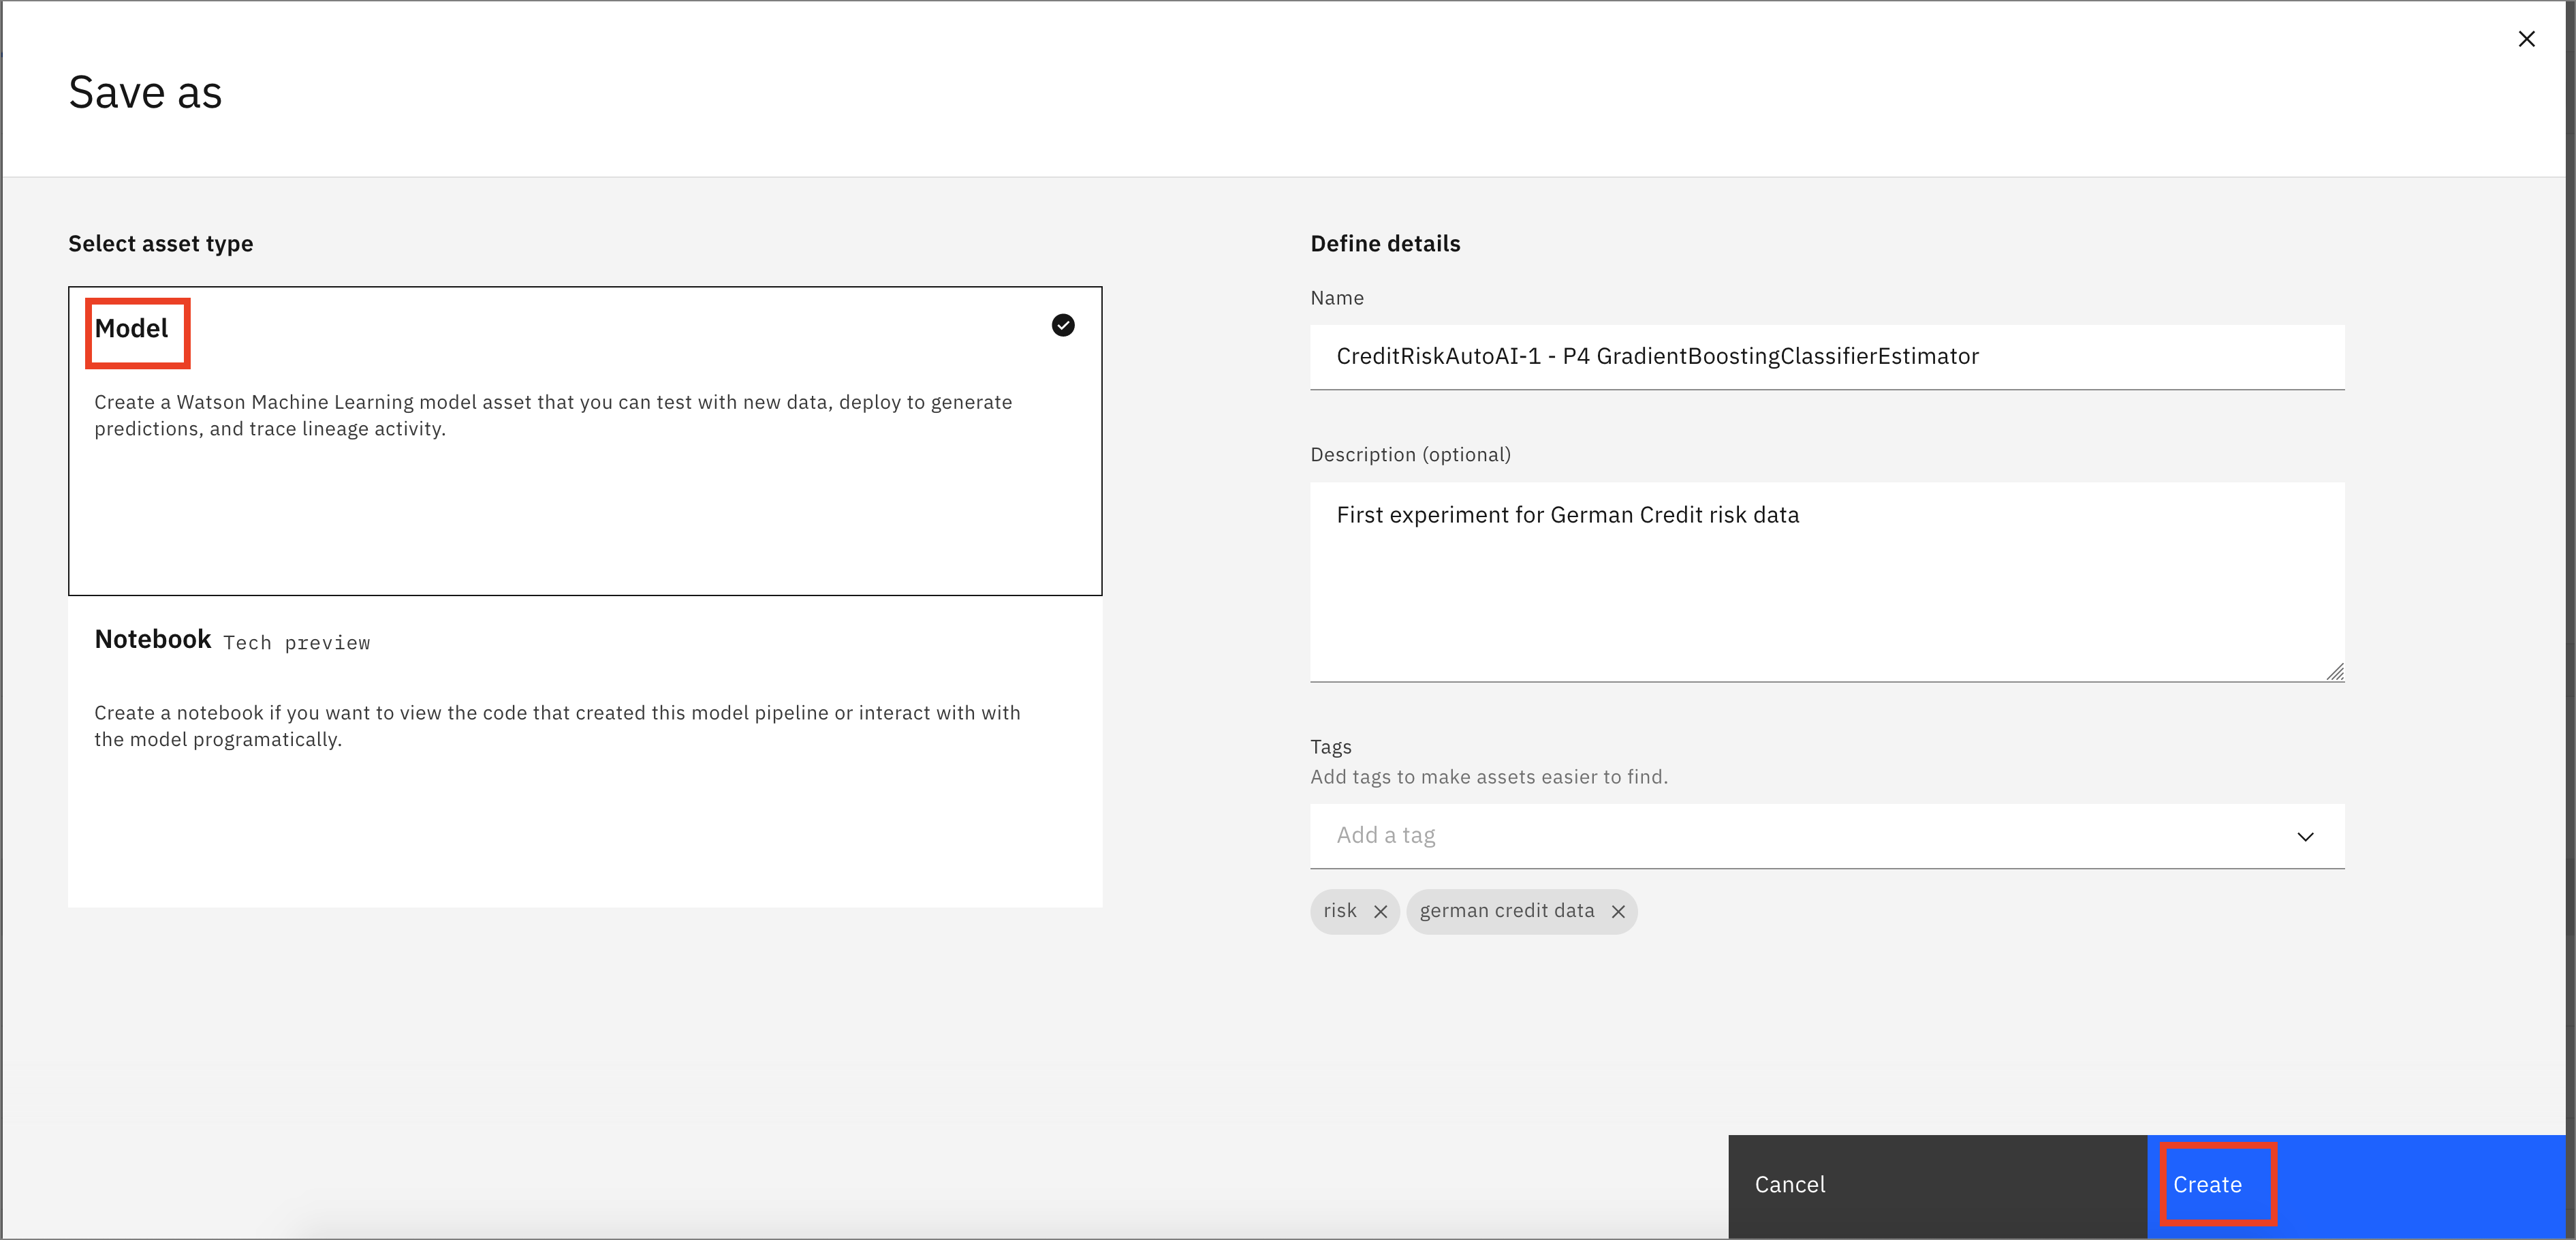 Save as
Select asset type
Model
Create a Watson Machine Learning model asset that you can test with new data, deploy to generate
predictions, and trace lineage activity.
Notebook Tech preview
Create a notebook if you want to view the code that created this model pipeline or interact with with
the model programatically.
Define details
Name
CreditRiskAutoAI-1 - P4 GradientBoostingClassifierEstimator
Description (optional)
First experiment for German Credit risk data
Tags
Add tags to make assets easier to find.
Add a tag
risk
german credit data
Cancel
Create